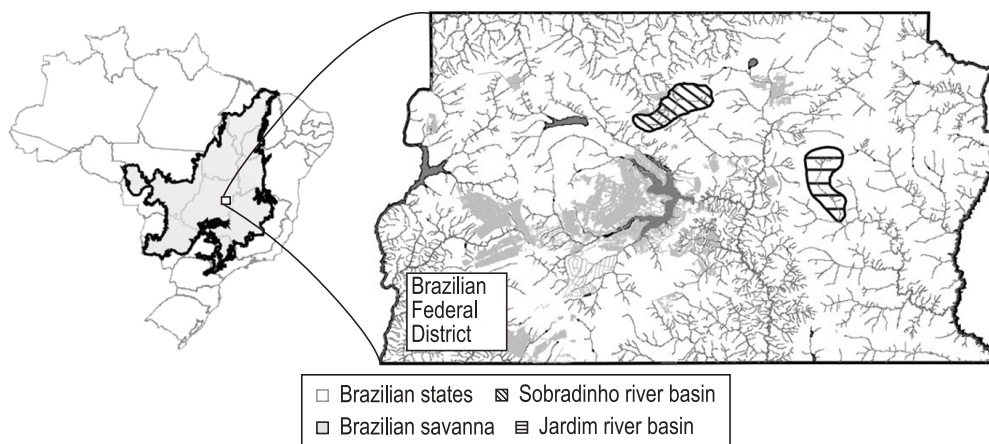 Brazilian
Federal
District
Brazilian states
Sobradinho river basin
Brazilian savanna
Jardim river basin